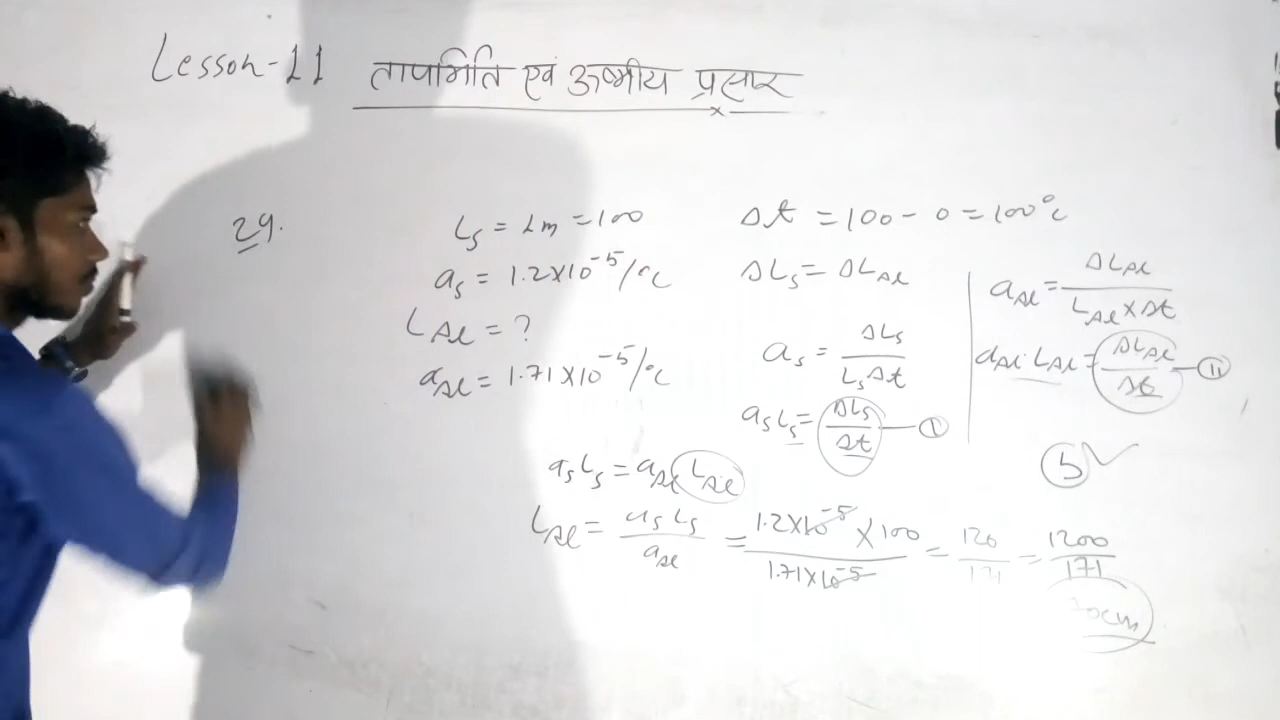 Lesson-11 तापमिति एवं ऊष्मीय प्रसार
29.
Ls = 1m = 100
as = 1.2×10⁻⁵/°C
LAl = ?
aAl = 1.71×10⁻⁵/°C
Δt = 100 - 0 = 100°C
ΔLs = ΔLAl
as = ΔLs / LsΔt
asLs = ΔLs / Δt — (i)
aAl = ΔLAl / LAl×Δt
aAl · LAl = ΔLAl / Δt — (ii)
(b) ✓
asLs = aAl LAl
LAl = asLs / aAl = 1.2×10⁻⁵ × 100 / 1.71×10⁻⁵ = 120 / = 1200 / 171